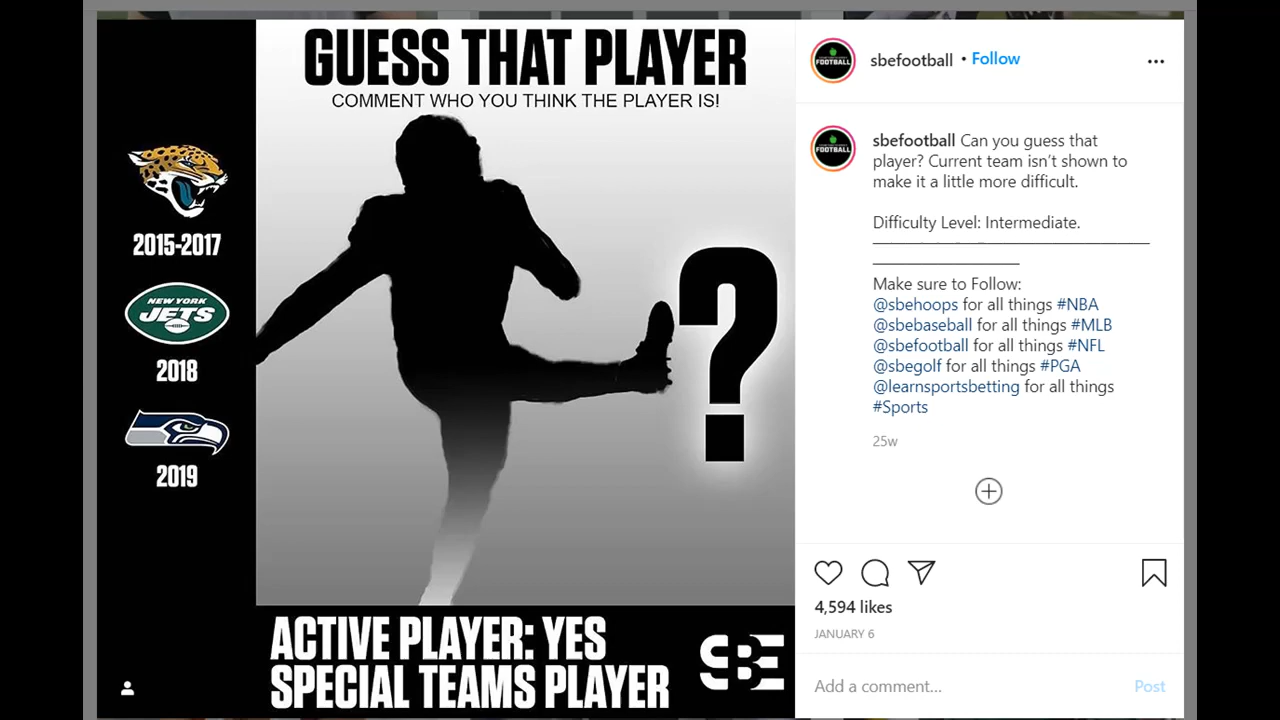 GUESS THAT PLAYER
COMMENT WHO YOU THINK THE PLAYER IS!
2015-2017
NEW YORK
JETS
2018
2019
?
ACTIVE PLAYER: YES
SPECIAL TEAMS PLAYER
SBE
FOOTBALL
sbefootball • Follow
FOOTBALL
sbefootball Can you guess that
player? Current team isn't shown to
make it a little more difficult.
Difficulty Level: Intermediate.
Make sure to Follow:
@sbehoops for all things #NBA
@sbebaseball for all things #MLB
@sbefootball for all things #NFL
@sbegolf for all things #PGA
@learnsportsbetting for all things
#Sports
25w
4,594 likes
JANUARY 6
Add a comment...
Post